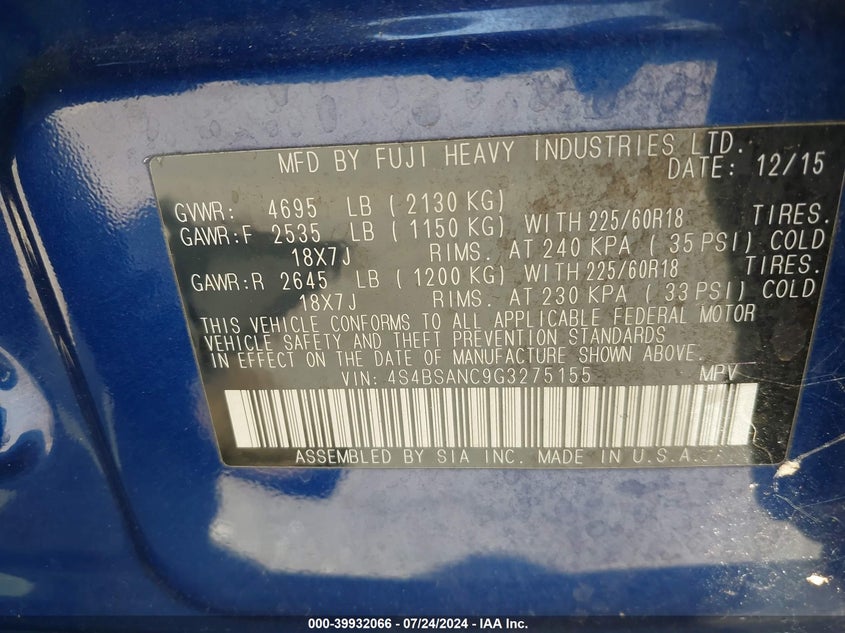 MFD BY FUJI HEAVY INDUSTRIES LTD.
DATE: 12/15
GVWR: 4695 LB (2130 KG)
GAWR:F 2535 LB (1150 KG) WITH 225/60R18 TIRES.
18X7J RIMS. AT 240 KPA (35 PSI) COLD
GAWR:R 2645 LB (1200 KG) WITH 225/60R18 TIRES.
18X7J RIMS. AT 230 KPA (33 PSI) COLD
THIS VEHICLE CONFORMS TO ALL APPLICABLE FEDERAL MOTOR
VEHICLE SAFETY AND THEFT PREVENTION STANDARDS
IN EFFECT ON THE DATE OF MANUFACTURE SHOWN ABOVE.
VIN: 4S4BSANC9G3275155 MPV
ASSEMBLED BY SIA INC. MADE IN U.S.A.
000-39932066 - 07/24/2024 - IAA Inc.